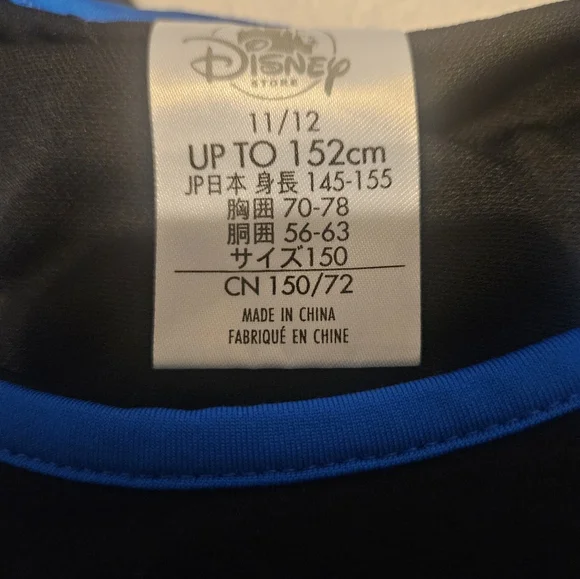 Disney
STORE
11/12
UP TO 152cm
JP日本 身長 145-155
胸囲 70-78
胴囲 56-63
サイズ150
CN 150/72
MADE IN CHINA
FABRIQUÉ EN CHINE